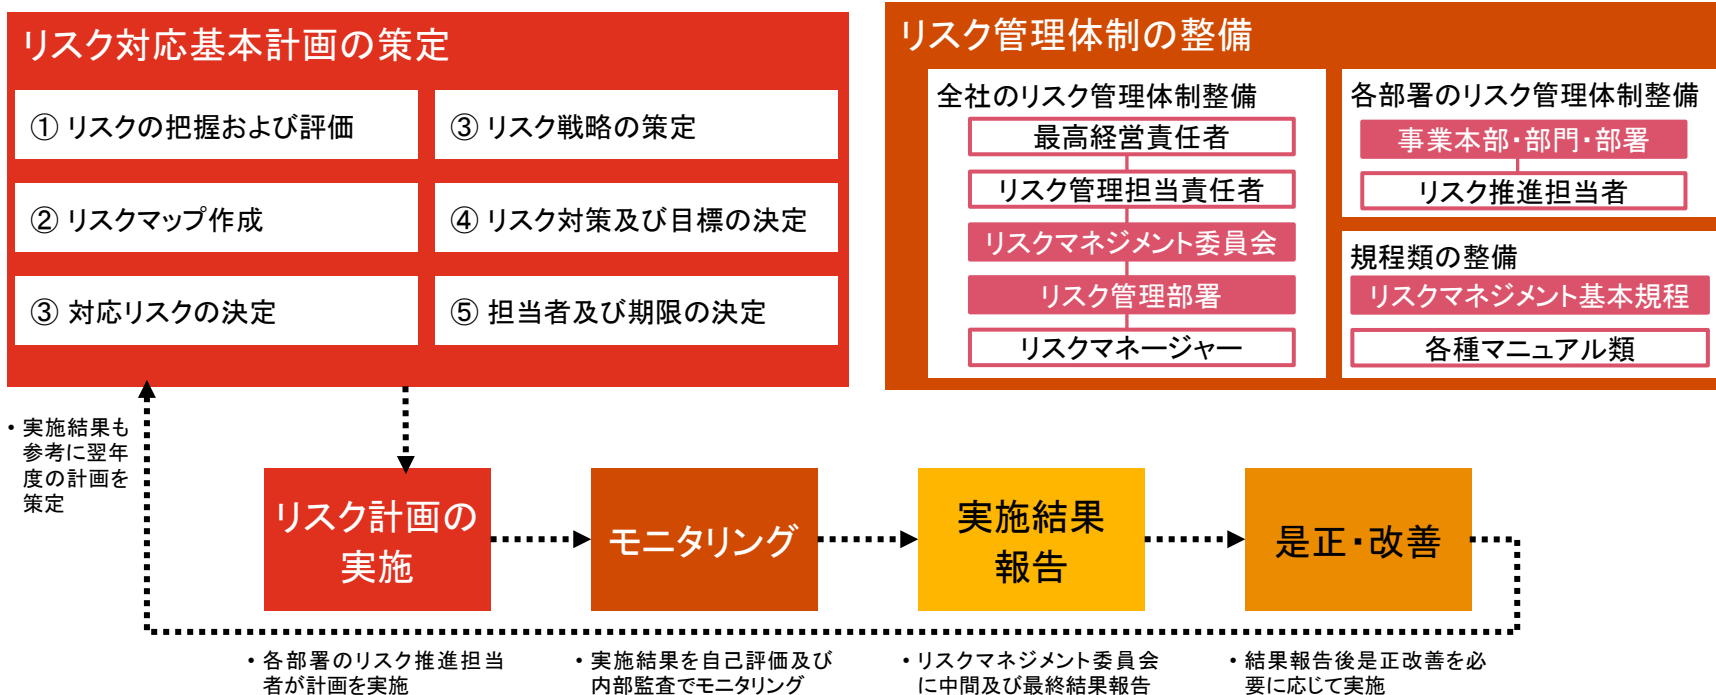 リスク対応基本計画の策定
① リスクの把握および評価
② リスクマップ作成
③ 対応リスクの決定
③ リスク戦略の策定
④ リスク対策及び目標の決定
⑤ 担当者及び期限の決定
リスク管理体制の整備
全社のリスク管理体制整備
最高経営責任者
リスク管理担当責任者
リスクマネジメント委員会
リスク管理部署
リスクマネージャー
各部署のリスク管理体制整備
事業本部・部門・部署
リスク推進担当者
規程類の整備
リスクマネジメント基本規程
各種マニュアル類
・実施結果も
参考に翌年
度の計画を
策定
リスク計画の
実施
モニタリング
実施結果
報告
是正・改善
・各部署のリスク推進担当
者が計画を実施
・実施結果を自己評価及び
内部監査でモニタリング
・リスクマネジメント委員会
に中間及び最終結果報告
・結果報告後是正改善を必
要に応じて実施